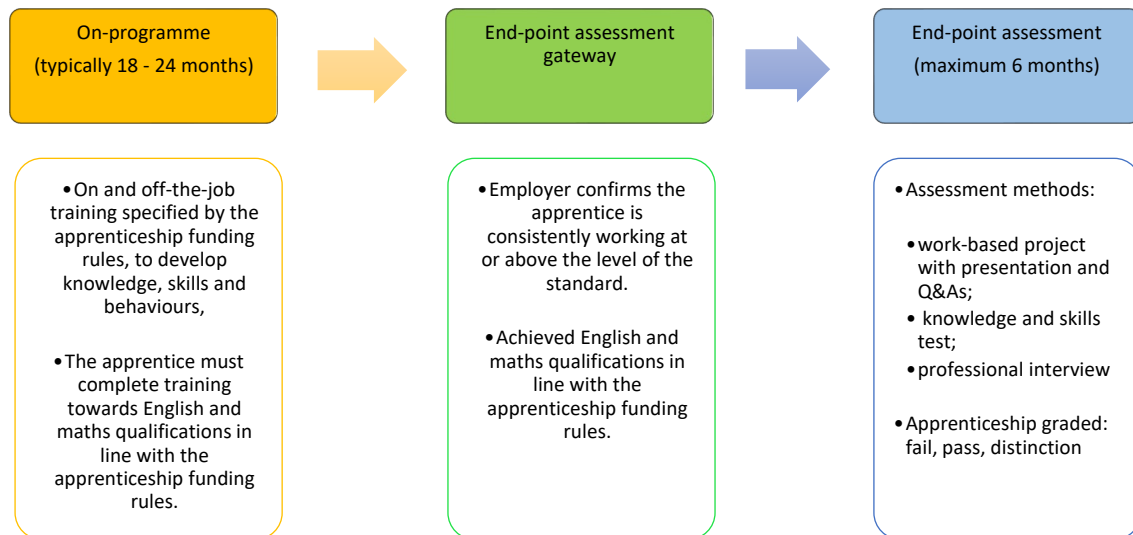 On-programme
(typically 18 - 24 months)
End-point assessment
gateway
End-point assessment
(maximum 6 months)
•On and off-the-job
training specified by the
apprenticeship funding
rules, to develop
knowledge, skills and
behaviours,
•The apprentice must
complete training
towards English and
maths qualifications in
line with the
apprenticeship funding
rules.
•Employer confirms the
apprentice is
consistently working at
or above the level of the
standard.
•Achieved English and
maths qualifications in
line with the
apprenticeship funding
rules.
•Assessment methods:
•work-based project
with presentation and
Q&As;
• knowledge and skills
test;
•professional interview
•Apprenticeship graded:
fail, pass, distinction